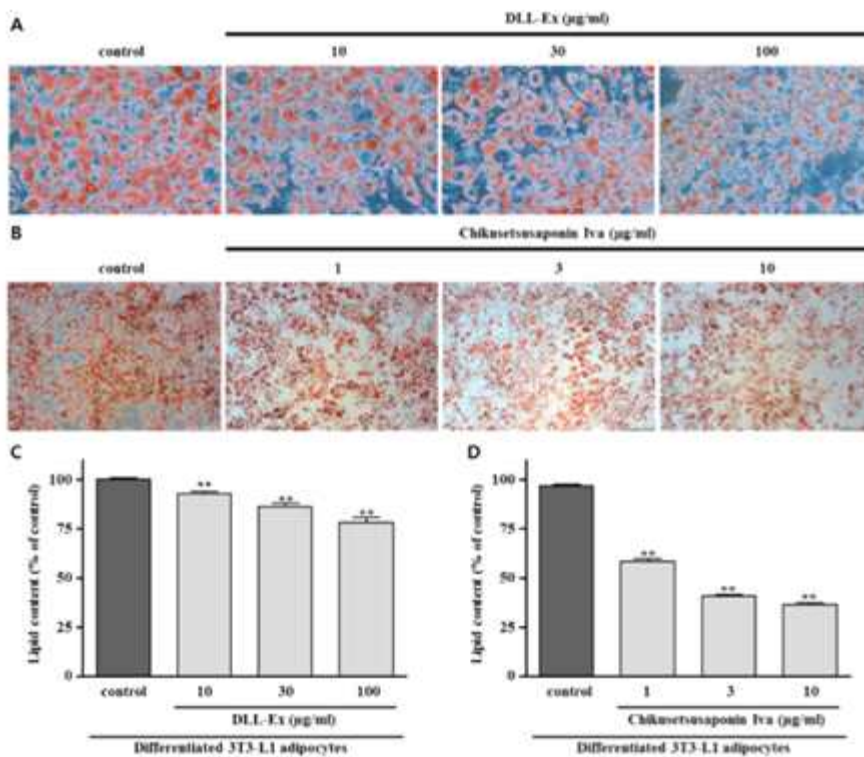 A
DLL-Ex (µg/ml)
control 10 30 100
B
Chikusetsusaponin Iva (µg/ml)
control 1 3 10
C
Lipid content (% of control)
100
75
50
25
0
** ** **
control 10 30 100
DLL-Ex (µg/ml)
Differentiated 3T3-L1 adipocytes
D
Lipid content (% of control)
100
75
50
25
0
** ** **
control 1 3 10
Chikusetsusaponin Iva (µg/ml)
Differentiated 3T3-L1 adipocytes